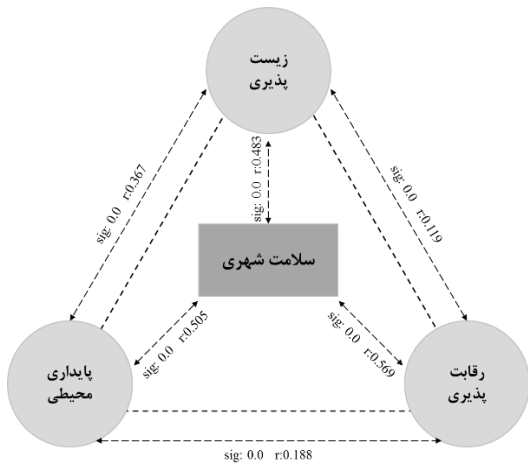 زیست
پذیری
sig: 0.0 r:0.367
sig: 0.0 r:0.483
sig: 0.0 r:0.119
سلامت شهری
sig: 0.0 r:0.505
sig: 0.0 r:0.569
پایداری
محیطی
رقابت
پذیری
sig: 0.0 r:0.188